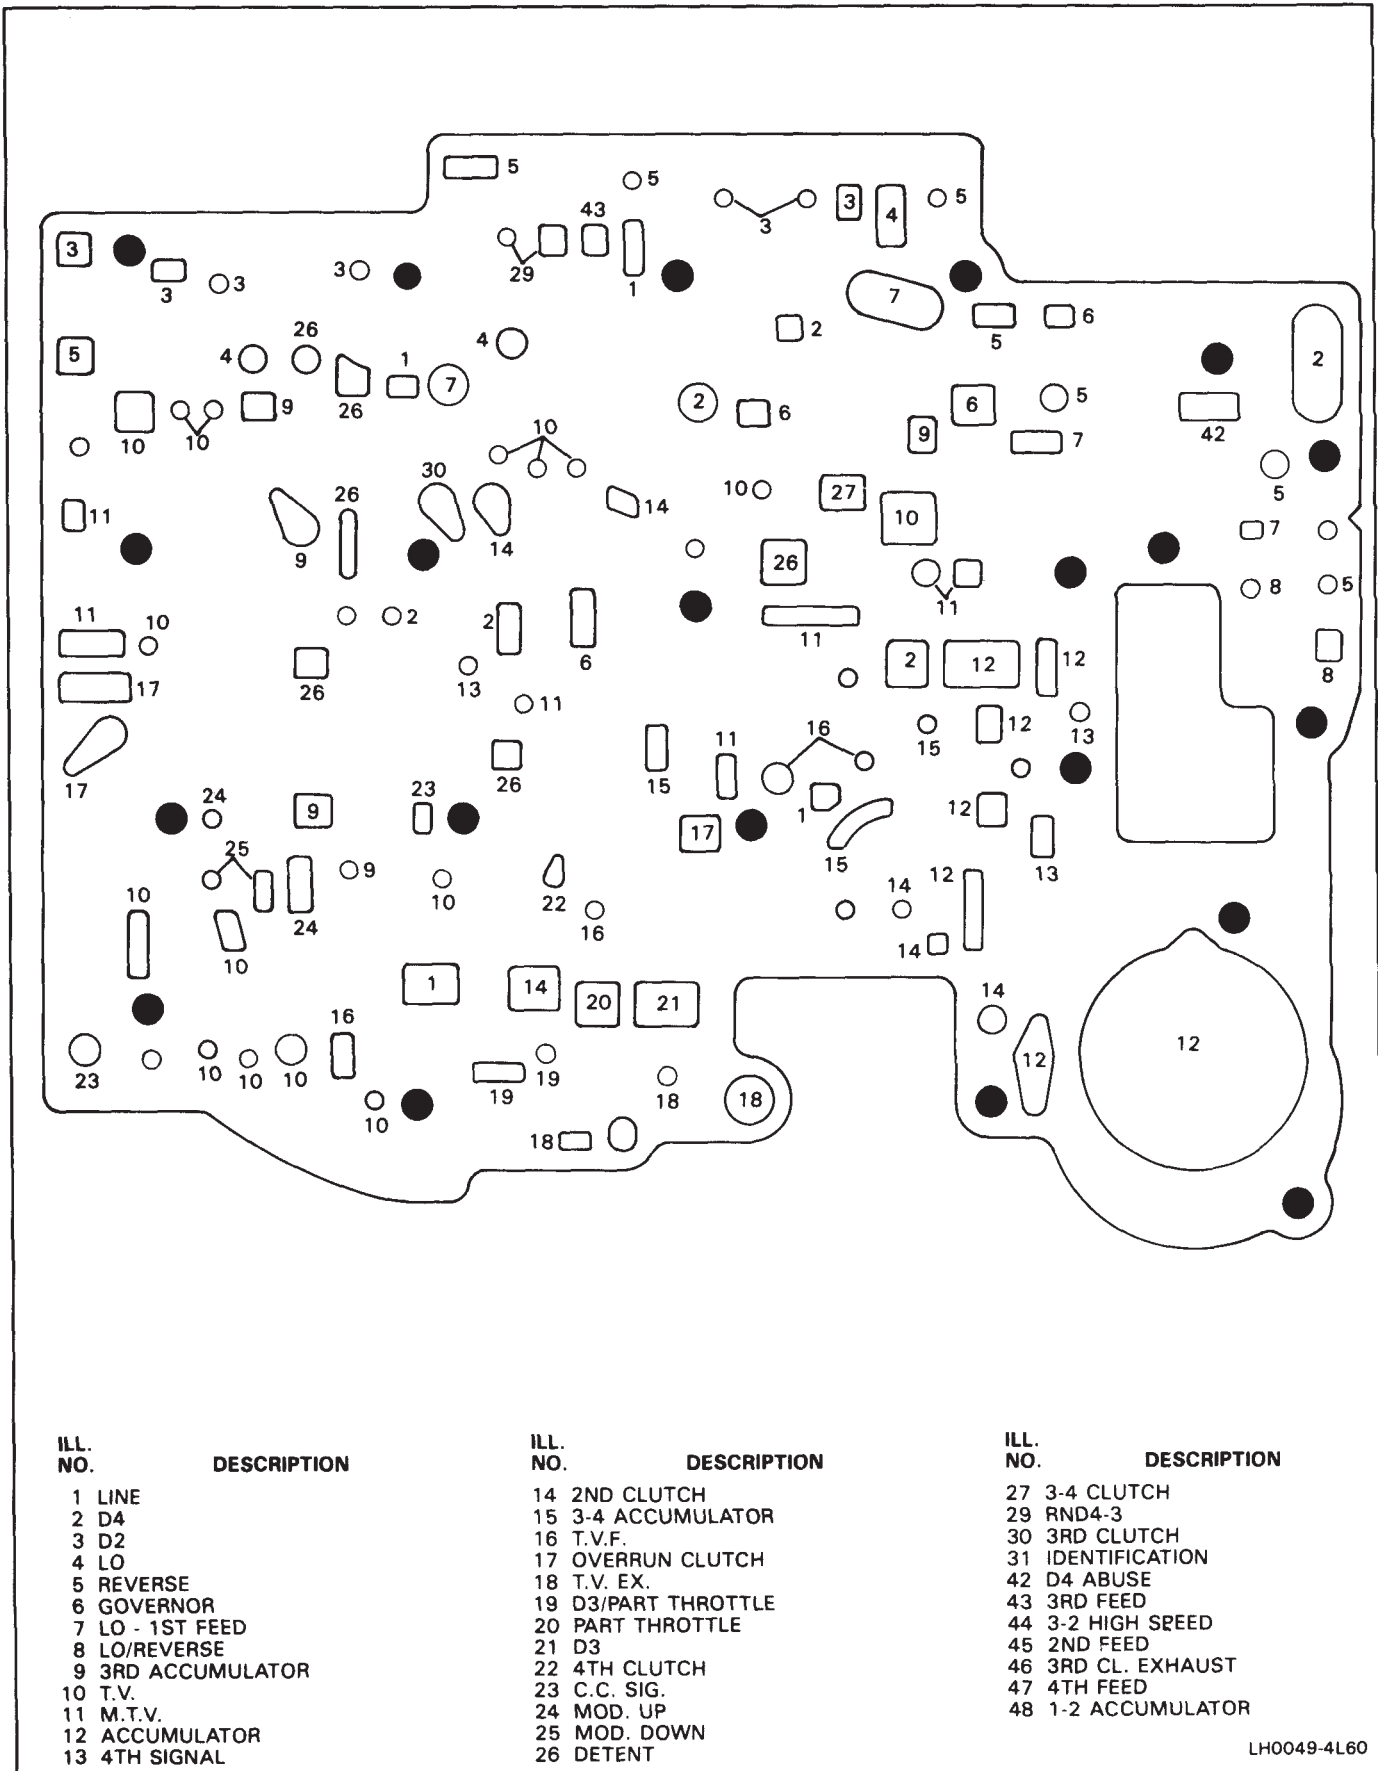 5
5
43
3
4
5
3
3
3
3
3
29
1
3
7
5
6
2
5
2
26
4
4
1
5
26
7
2
6
6
5
9
10
10
9
7
42
10
30
26
14
10
27
10
5
11
9
14
26
7
8
5
11
11
10
2
2
6
11
2
12
12
8
26
13
17
11
15
12
13
16
11
17
26
15
1
12
24
9
23
17
15
13
25
9
10
22
14
12
10
24
16
14
10
1
14
20
21
14
16
12
12
23
10
10
10
19
19
18
18
10
18
ILL.
NO. DESCRIPTION
1 LINE
2 D4
3 D2
4 LO
5 REVERSE
6 GOVERNOR
7 LO - 1ST FEED
8 LO/REVERSE
9 3RD ACCUMULATOR
10 T.V.
11 M.T.V.
12 ACCUMULATOR
13 4TH SIGNAL
ILL.
NO. DESCRIPTION
14 2ND CLUTCH
15 3-4 ACCUMULATOR
16 T.V.F.
17 OVERRUN CLUTCH
18 T.V. EX.
19 D3/PART THROTTLE
20 PART THROTTLE
21 D3
22 4TH CLUTCH
23 C.C. SIG.
24 MOD. UP
25 MOD. DOWN
26 DETENT
ILL.
NO. DESCRIPTION
27 3-4 CLUTCH
29 RND4-3
30 3RD CLUTCH
31 IDENTIFICATION
42 D4 ABUSE
43 3RD FEED
44 3-2 HIGH SPEED
45 2ND FEED
46 3RD CL. EXHAUST
47 4TH FEED
48 1-2 ACCUMULATOR
LH0049-4L60